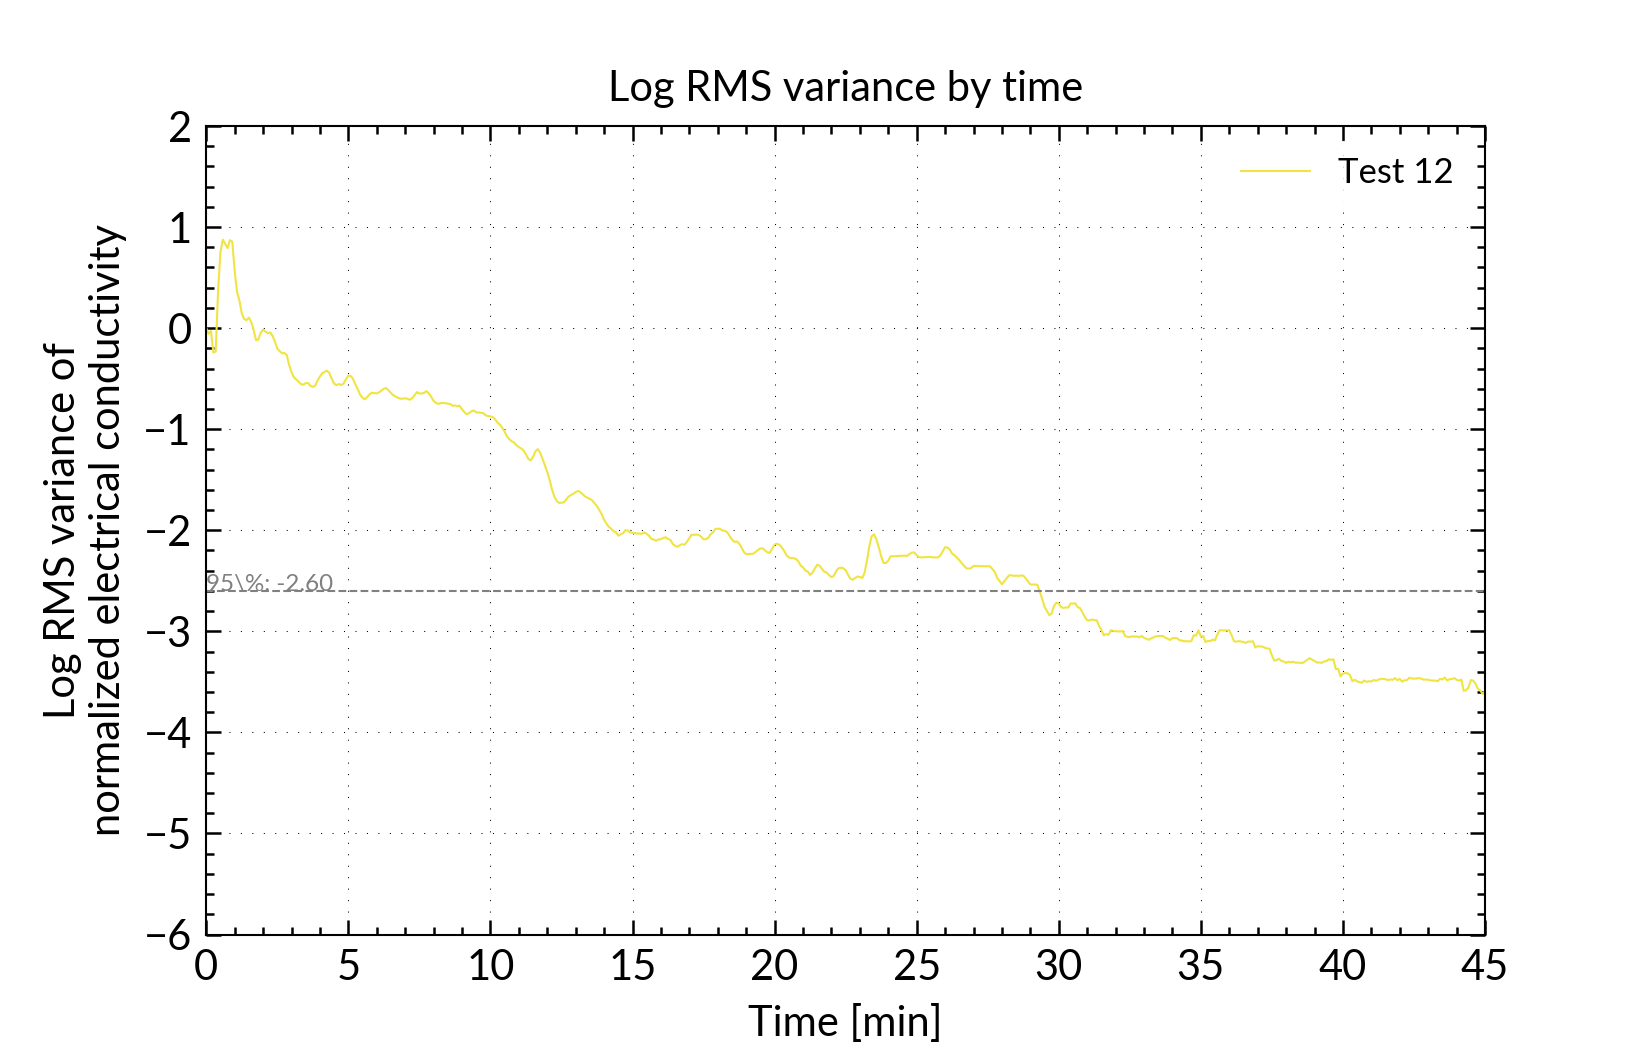 Log RMS variance by time
Test 12
2
1
0
−1
−2
−3
−4
−5
−6
Log RMS variance of
normalized electrical conductivity
95\%: -2.60
0 5 10 15 20 25 30 35 40 45
Time [min]